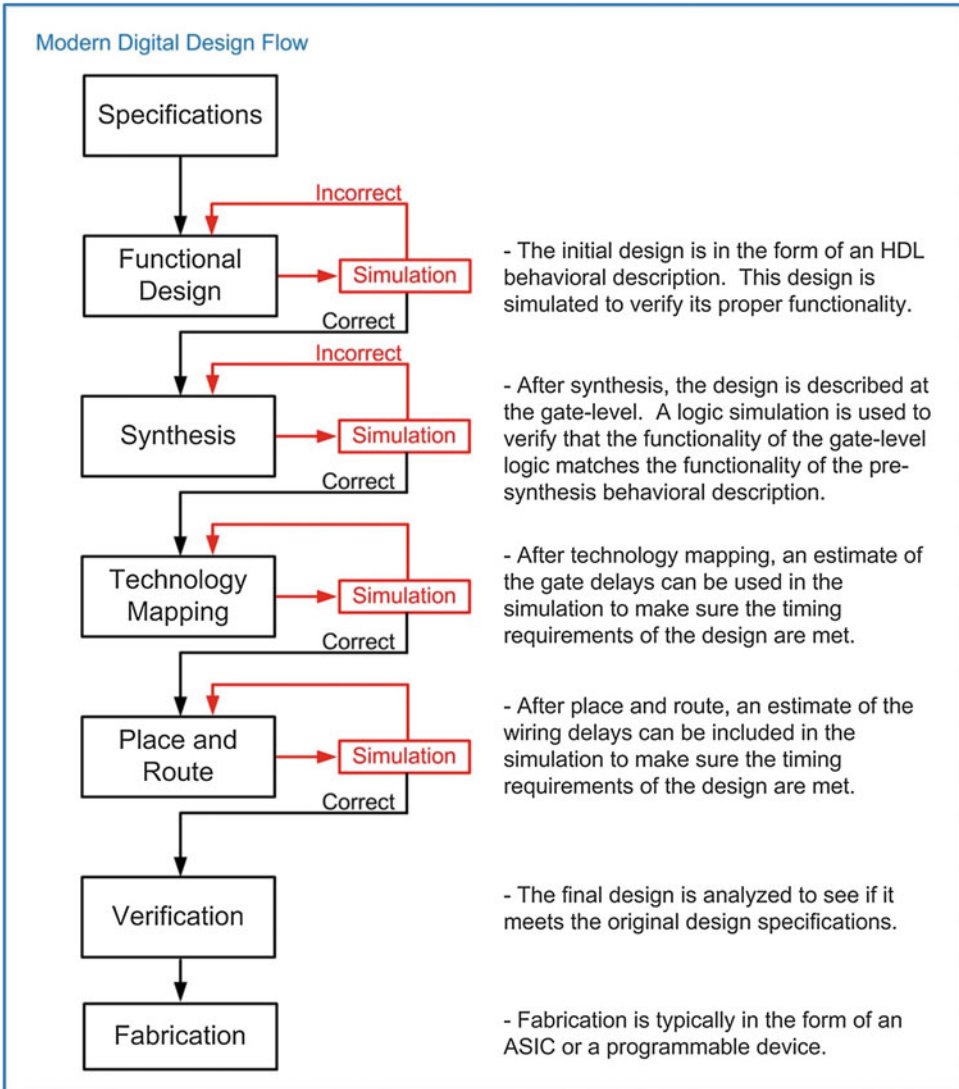 Modern Digital Design Flow
Specifications
Incorrect
Functional
Design
Simulation
- The initial design is in the form of an HDL
behavioral description. This design is
simulated to verify its proper functionality.
Correct
Incorrect
Synthesis
Simulation
- After synthesis, the design is described at
the gate-level. A logic simulation is used to
verify that the functionality of the gate-level
logic matches the functionality of the pre-
synthesis behavioral description.
Correct
Technology
Mapping
Simulation
- After technology mapping, an estimate of
the gate delays can be used in the
simulation to make sure the timing
requirements of the design are met.
Correct
Place and
Route
Simulation
- After place and route, an estimate of the
wiring delays can be included in the
simulation to make sure the timing
requirements of the design are met.
Correct
Verification
- The final design is analyzed to see if it
meets the original design specifications.
Fabrication
- Fabrication is typically in the form of an
ASIC or a programmable device.